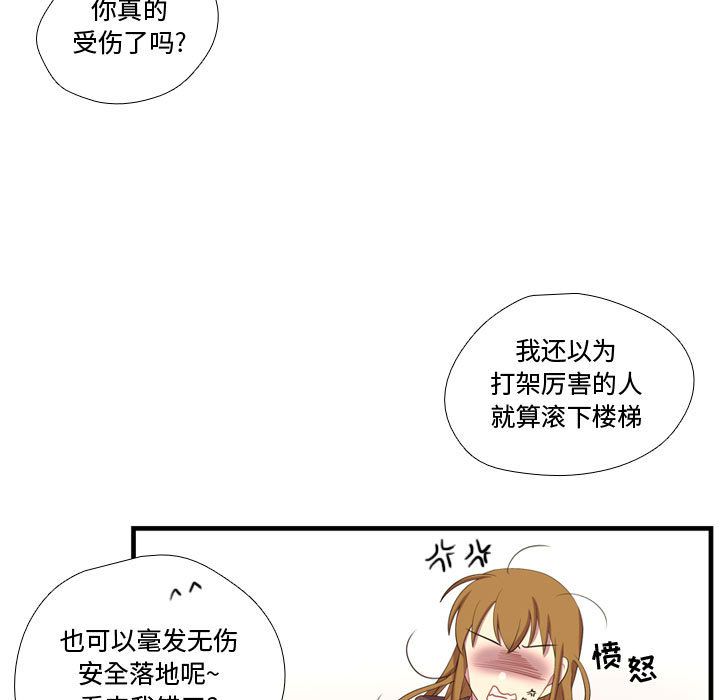 你真的
受伤了吗?
我还以为
打架厉害的人
就算滚下楼梯
^^
也可以毫发无伤
安全落地呢~
愤怒